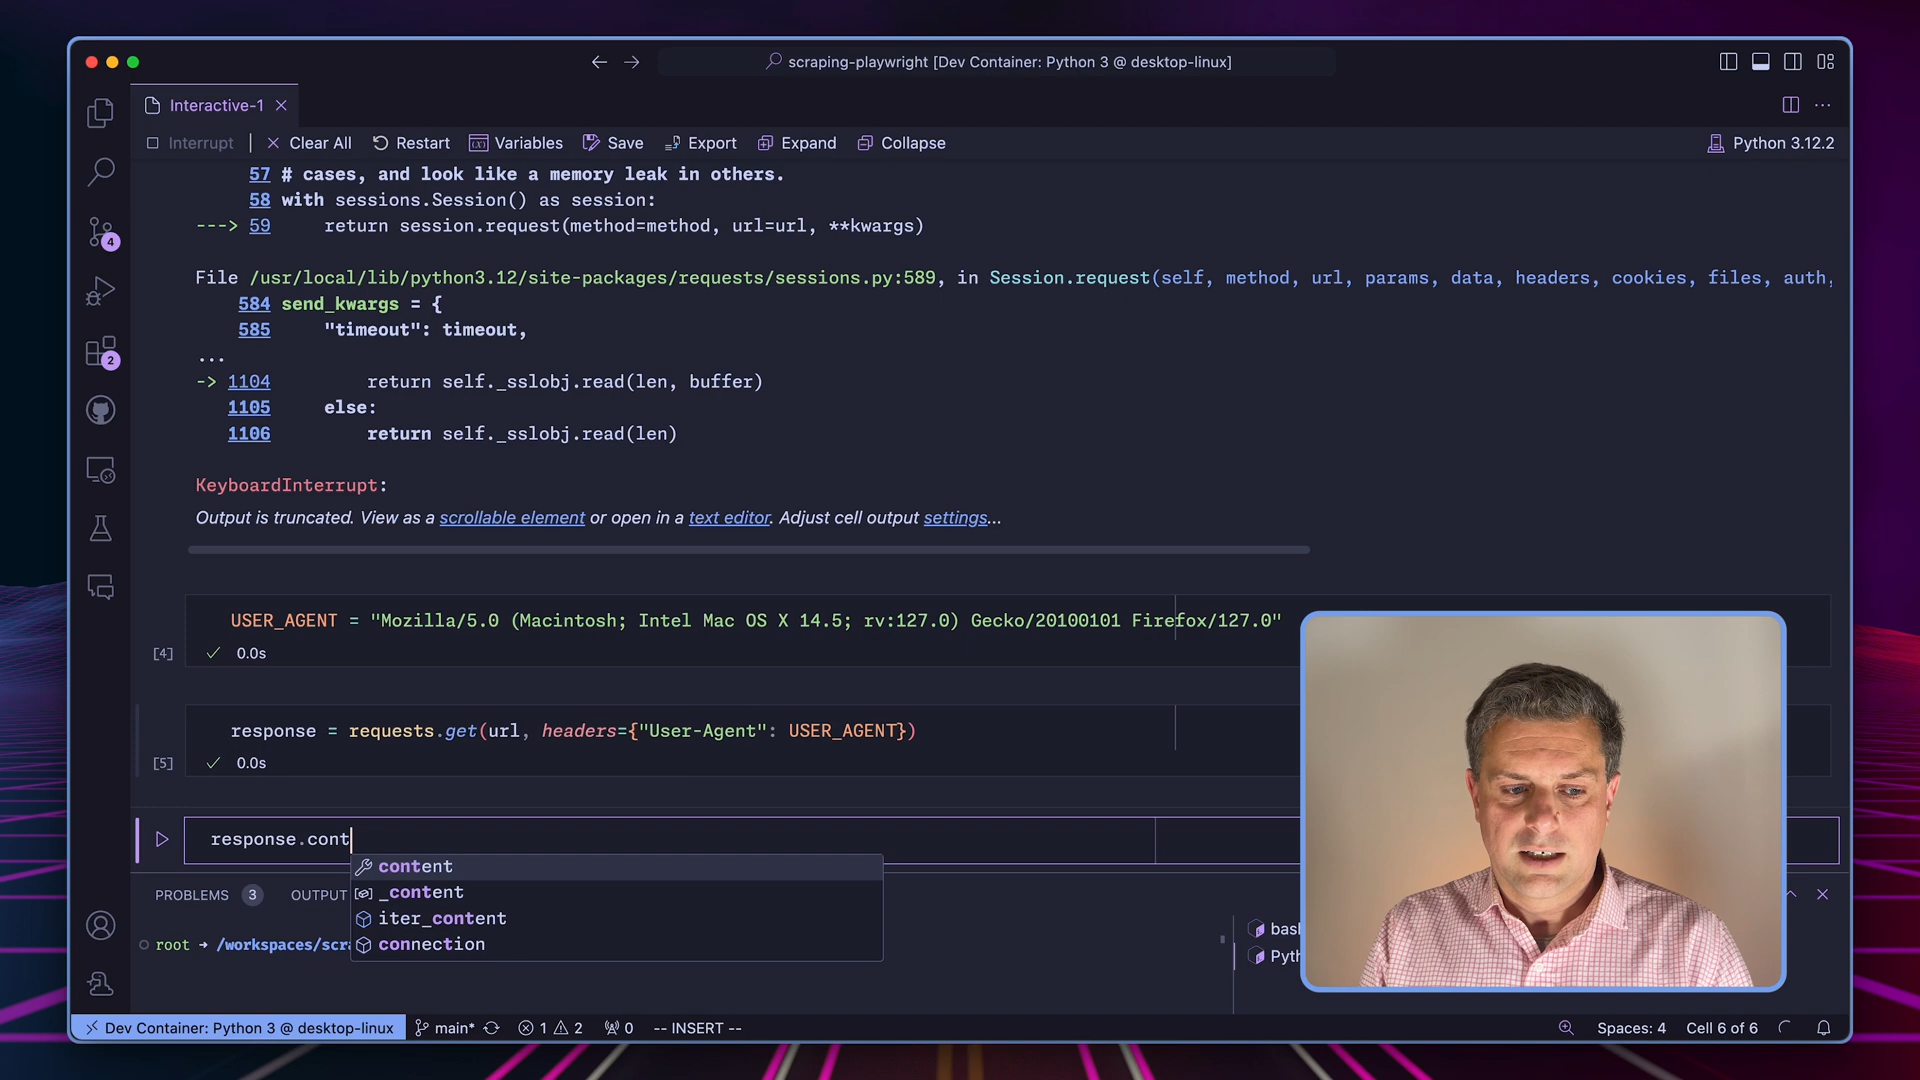 scraping-playwright [Dev Container: Python 3 @ desktop-linux]
Interactive-1
Interrupt | Clear All Restart Variables Save Export Expand Collapse Python 3.12.2
57 # cases, and look like a memory leak in others.
58 with sessions.Session() as session:
---> 59 return session.request(method=method, url=url, **kwargs)
File /usr/local/lib/python3.12/site-packages/requests/sessions.py:589, in Session.request(self, method, url, params, data, headers, cookies, files, auth,
584 send_kwargs = {
585 "timeout": timeout,
...
-> 1104 return self._sslobj.read(len, buffer)
1105 else:
1106 return self._sslobj.read(len)
KeyboardInterrupt:
Output is truncated. View as a scrollable element or open in a text editor. Adjust cell output settings...
USER_AGENT = "Mozilla/5.0 (Macintosh; Intel Mac OS X 14.5; rv:127.0) Gecko/20100101 Firefox/127.0"
[4] 0.0s
response = requests.get(url, headers={"User-Agent": USER_AGENT})
[5] 0.0s
response.cont
content
_content
iter_content
connection
PROBLEMS 3 OUTPUT
root → /workspaces/scr
bash
Pyth
4
2
Dev Container: Python 3 @ desktop-linux main* 1 2 0 -- INSERT -- Spaces: 4 Cell 6 of 6